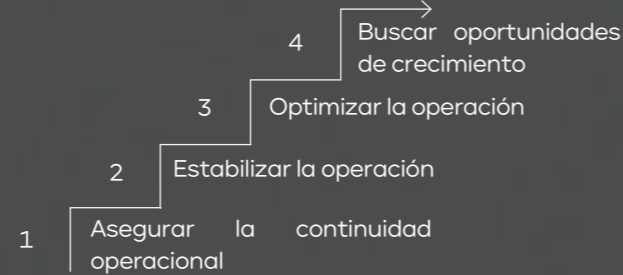 4
Buscar oportunidades
de crecimiento
3
Optimizar la operación
2
Estabilizar la operación
1
Asegurar la continuidad
operacional